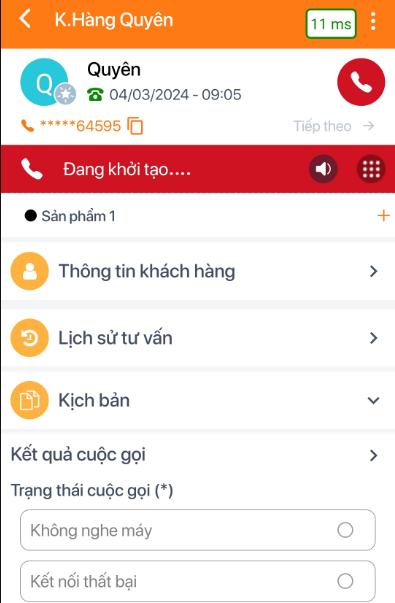 K.Hàng Quyên
11 ms
Q
Quyên
04/03/2024 - 09:05
*****64595
Tiếp theo →
Đang khởi tạo....
Sản phẩm 1
Thông tin khách hàng
Lịch sử tư vấn
Kịch bản
Kết quả cuộc gọi
Trạng thái cuộc gọi (*)
Không nghe máy
Kết nối thất bại